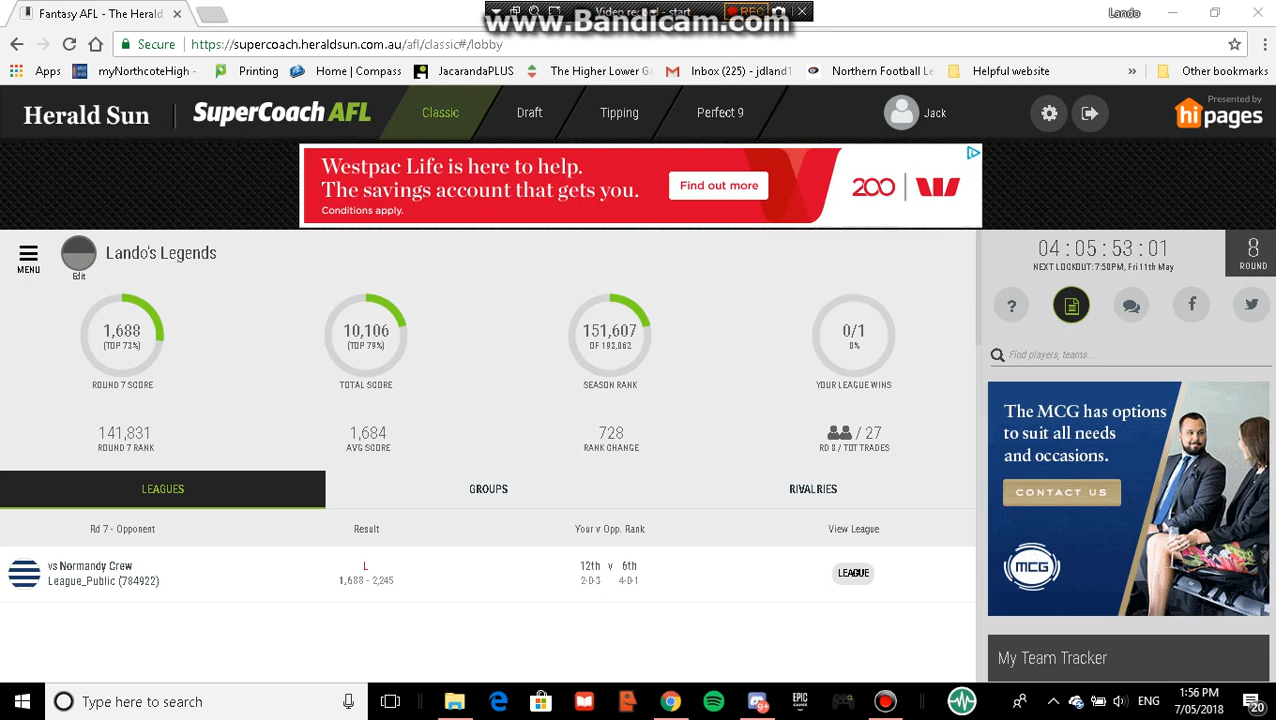 Fantasy AFL - The Herald
www.Bandicam.com
Lando
Secure
https://supercoach.heraldsun.com.au/afl/classic#/lobby
Apps
myNorthcoteHigh -
Printing
Home | Compass
JacarandaPLUS
The Higher Lower G
Inbox (225) - jdlandt
Northern Football Le
Helpful website
Other bookmarks
Herald Sun
SuperCoach AFL
Classic
Draft
Tipping
Perfect 9
Jack
Presented by
hipages
Westpac Life is here to help.
The savings account that gets you.
Conditions apply.
Find out more
200
MENU
Edit
Lando's Legends
04 : 05 : 53 : 01
NEXT LOCKOUT: 7:50PM, Fri 11th May
8
ROUND
1,688
(TOP 73%)
ROUND 7 SCORE
10,106
(TOP 79%)
TOTAL SCORE
151,607
OF 193,062
SEASON RANK
0/1
0%
YOUR LEAGUE WINS
?
Find players, teams...
141,831
ROUND 7 RANK
1,684
AVG SCORE
728
RANK CHANGE
/ 27
RD 8 / TOT TRADES
LEAGUES
GROUPS
RIVALRIES
Rd 7 - Opponent
Result
Your v Opp. Rank
View League
vs Normandy Crew
League_Public (784922)
L
1,688 - 2,245
12th v 6th
2-0-3 4-0-1
LEAGUE
The MCG has options
to suit all needs
and occasions.
CONTACT US
MCG
My Team Tracker
Type here to search
9+
EPIC
GAMES
ENG
1:56 PM
7/05/2018
20